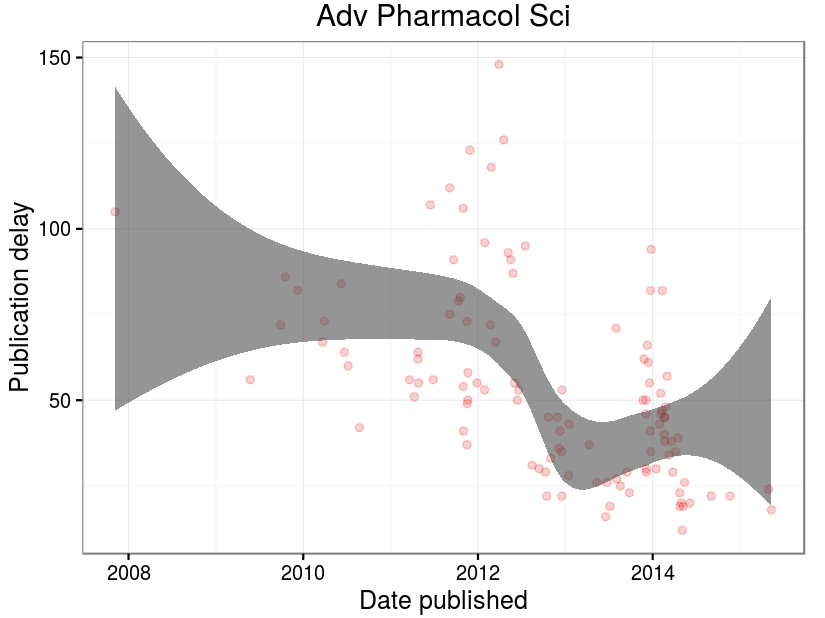 Adv Pharmacol Sci
150
100
50
Publication delay
2008 2010 2012 2014
Date published